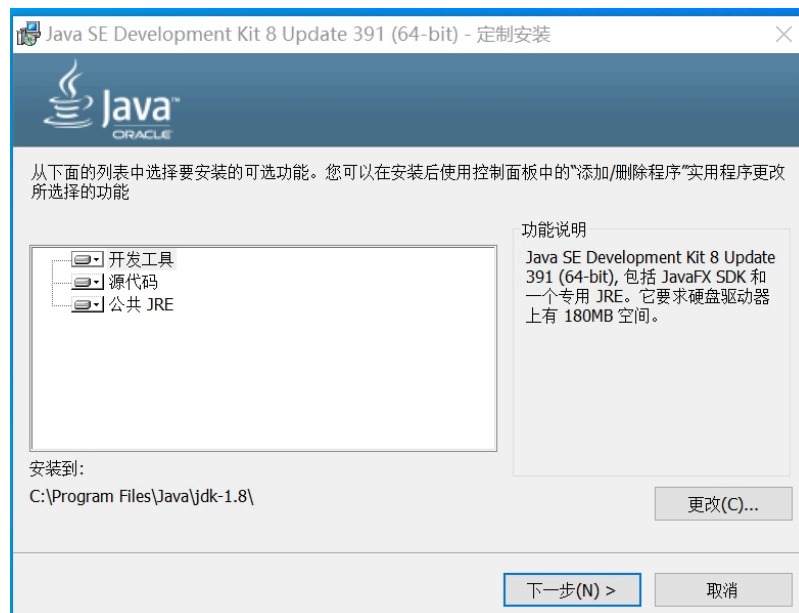 Java SE Development Kit 8 Update 391 (64-bit) - 定制安装
Java™
ORACLE
从下面的列表中选择要安装的可选功能。您可以在安装后使用控制面板中的“添加/删除程序”实用程序更改
所选择的功能
开发工具
源代码
公共 JRE
功能说明
Java SE Development Kit 8 Update
391 (64-bit), 包括 JavaFX SDK 和
一个专用 JRE。它要求硬盘驱动器
上有 180MB 空间。
安装到:
C:\Program Files\Java\jdk-1.8\
更改(C)...
下一步(N) >
取消